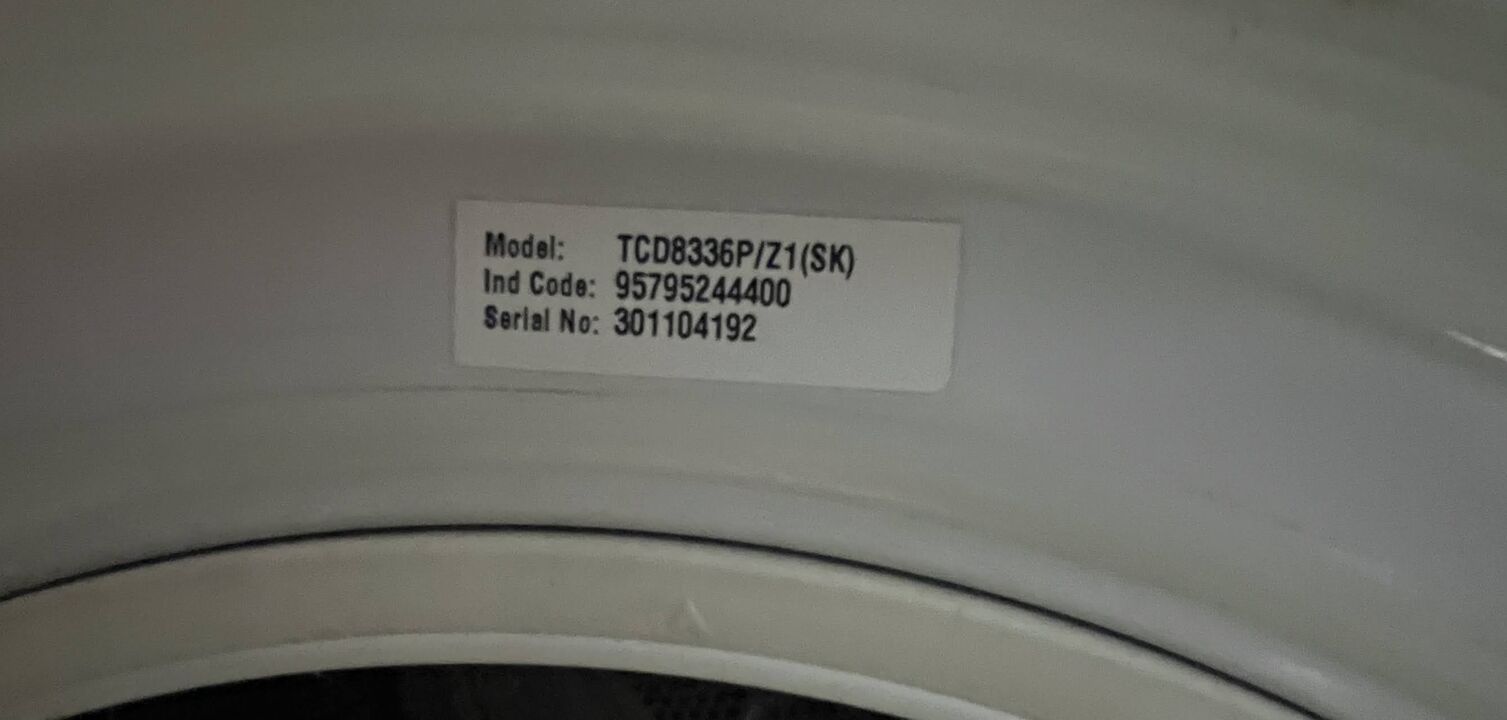 Model: TCD8336P/Z1(SK)
Ind Code: 95795244400
Serial No: 301104192